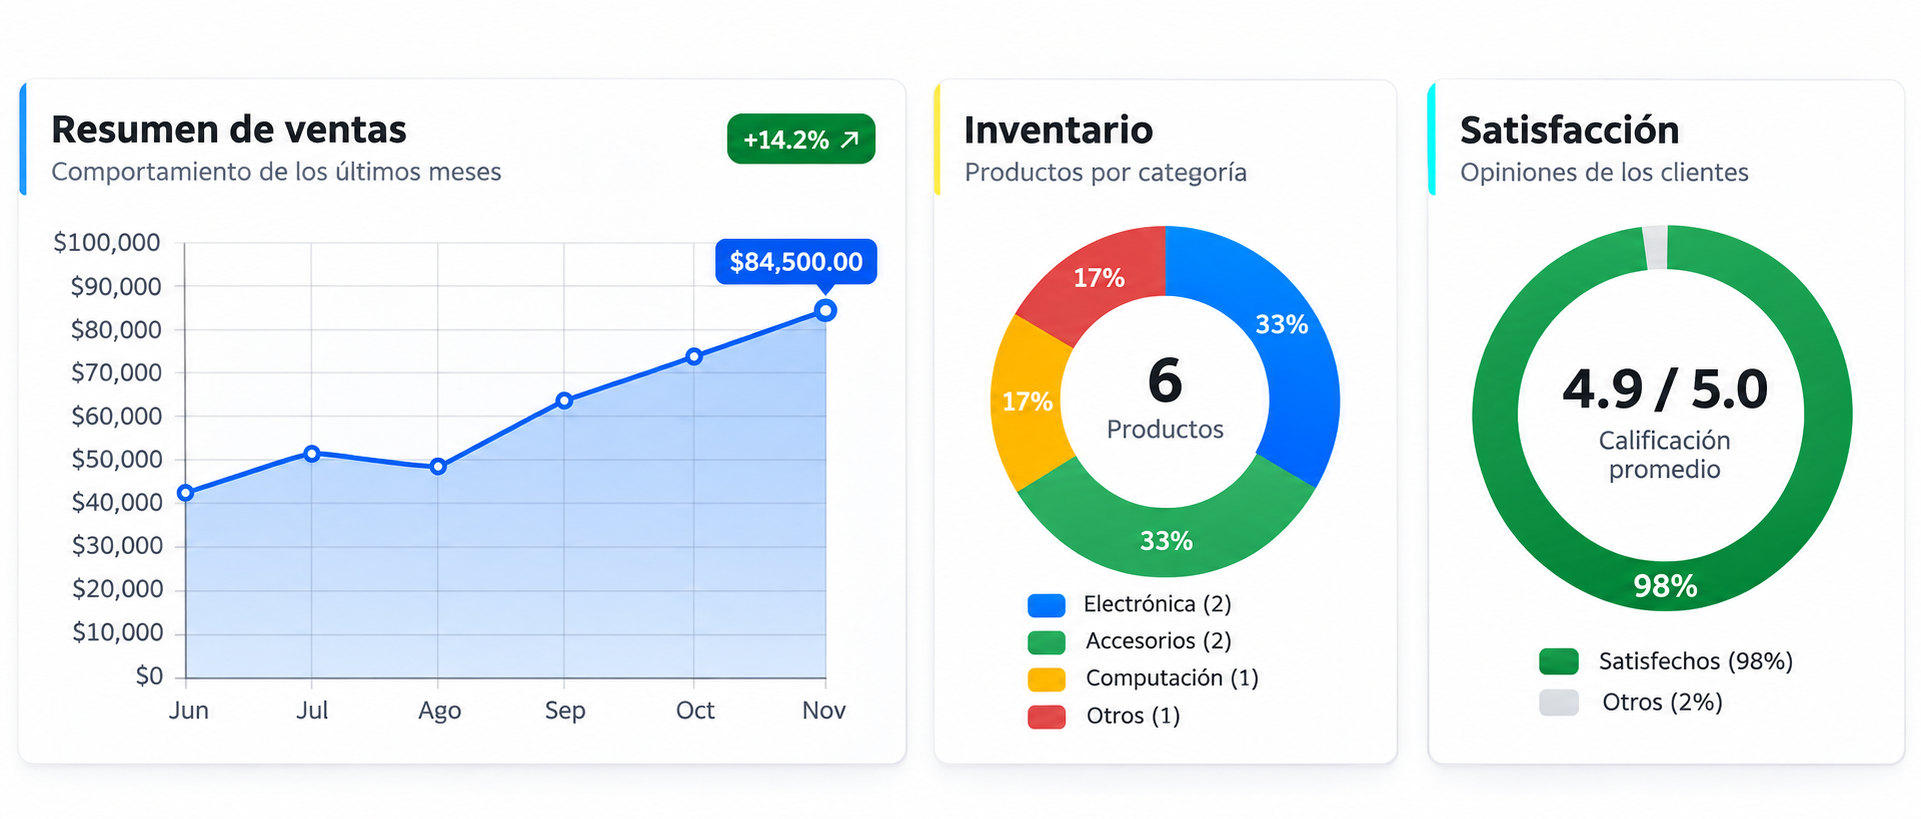 Resumen de ventas
Comportamiento de los últimos meses
+14.2% ↗
$100,000
$90,000
$80,000
$70,000
$60,000
$50,000
$40,000
$30,000
$20,000
$10,000
$0
$84,500.00
Jun Jul Ago Sep Oct Nov
Inventario
Productos por categoría
17%
33%
17%
33%
6
Productos
Electrónica (2)
Accesorios (2)
Computación (1)
Otros (1)
Satisfacción
Opiniones de los clientes
4.9 / 5.0
Calificación
promedio
98%
Satisfechos (98%)
Otros (2%)